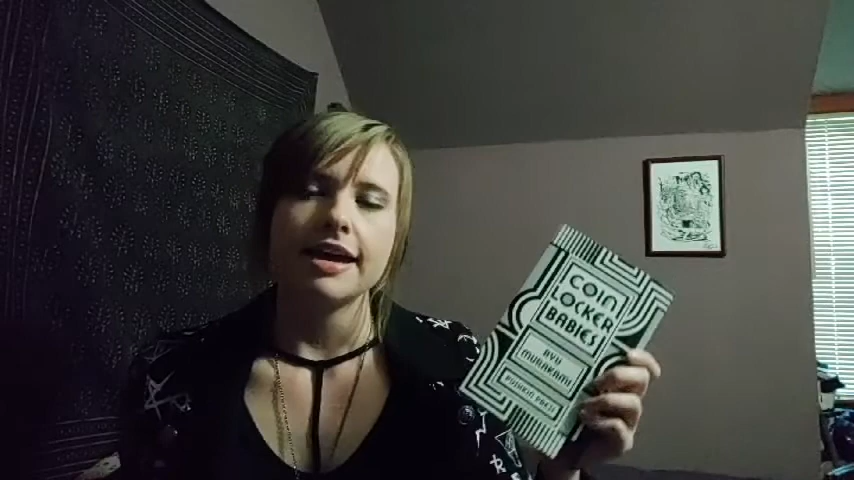 COIN
LOCKER
BABIES
RYU
MURAKAMI
PUSHKIN PRESS